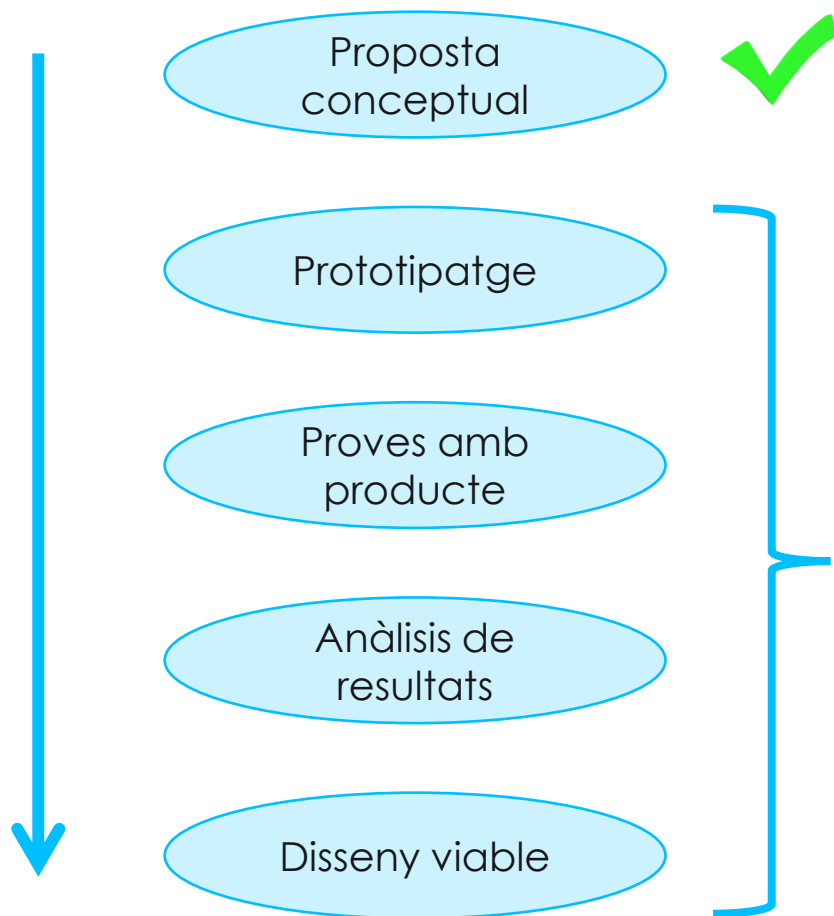 Proposta
conceptual
Prototipatge
Proves amb
producte
Anàlisis de
resultats
Disseny viable